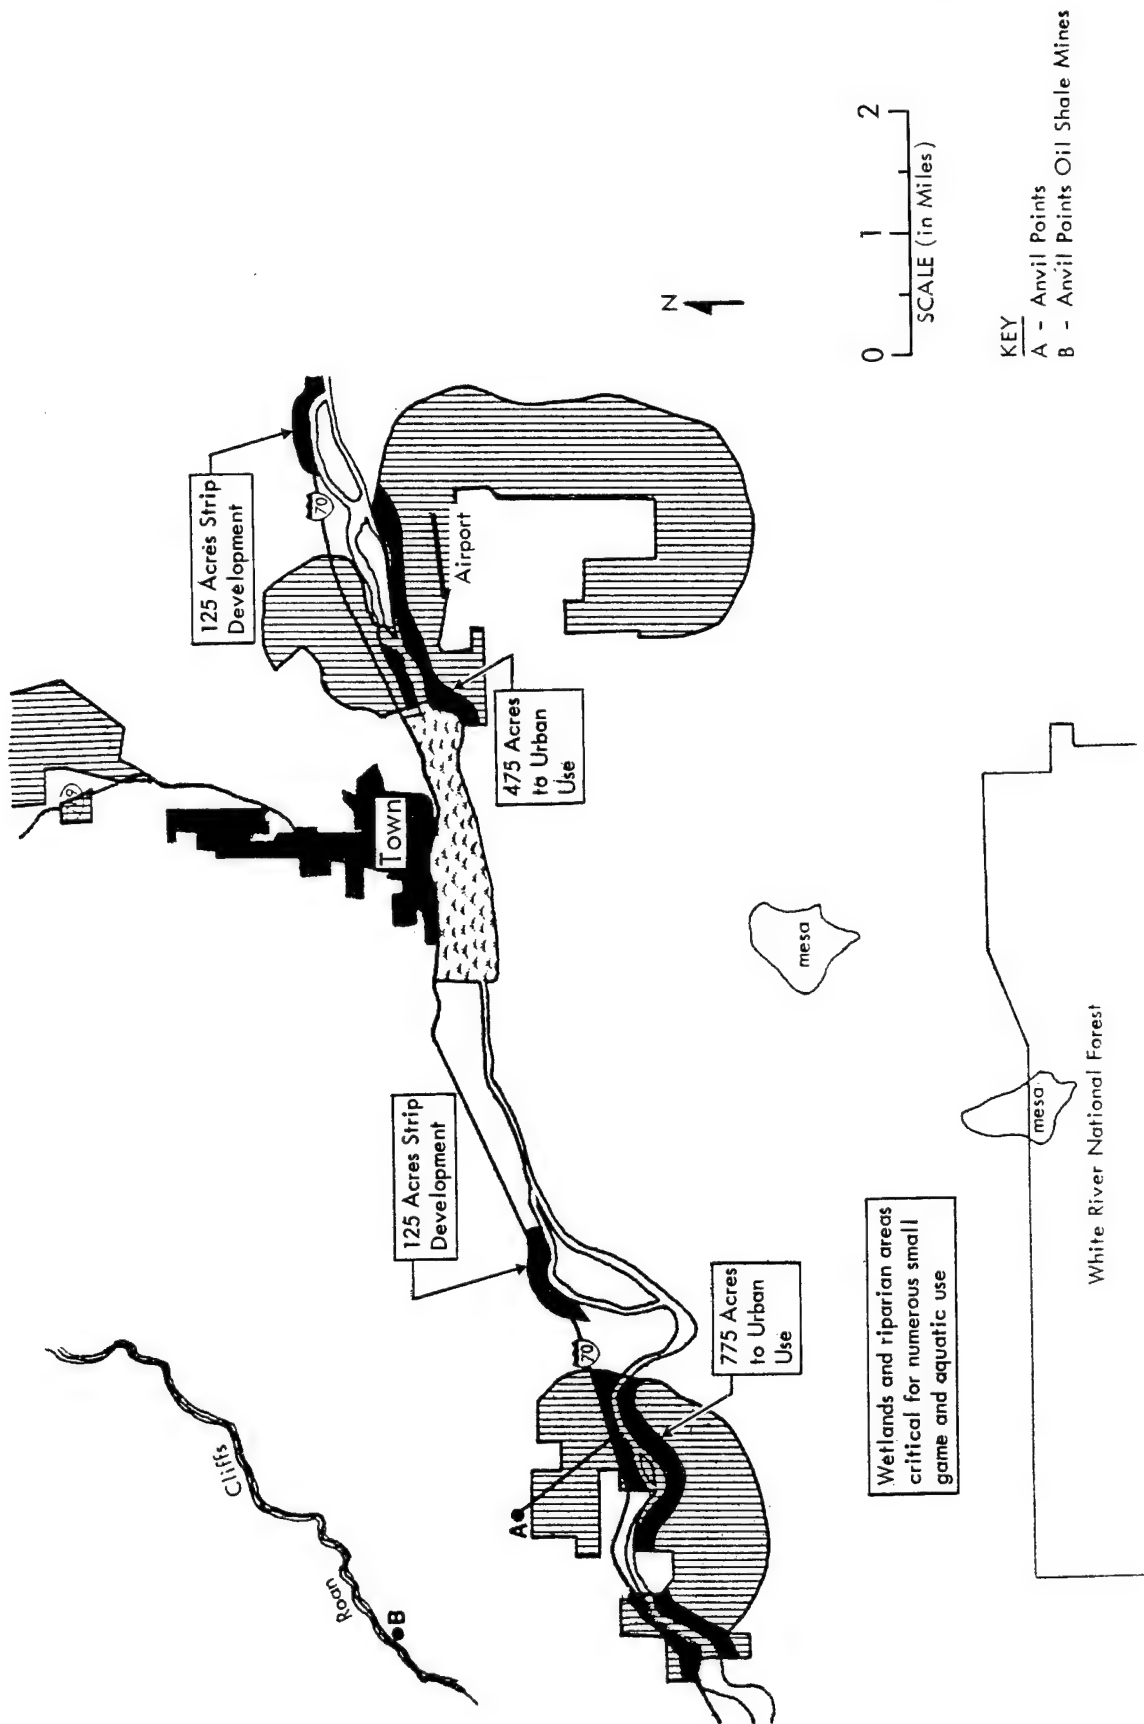 125 Acres Strip
Development
70
Airport
19
Town
475 Acres
to Urban
Use
N
0 1 2
SCALE (in Miles)
KEY
A - Anvil Points
B - Anvil Points Oil Shale Mines
Roan
Cliffs
B
A
125 Acres Strip
Development
70
775 Acres
to Urban
Use
mesa
mesa
Wetlands and riparian areas
critical for numerous small
game and aquatic use
White River National Forest